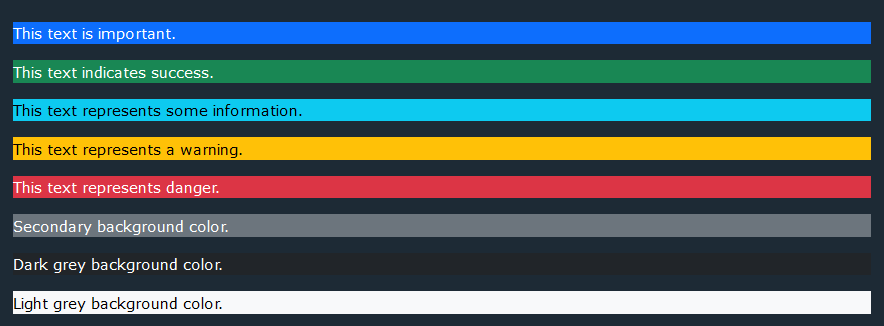 This text is important.
This text indicates success.
This text represents some information.
This text represents a warning.
This text represents danger.
Secondary background color.
Dark grey background color.
Light grey background color.